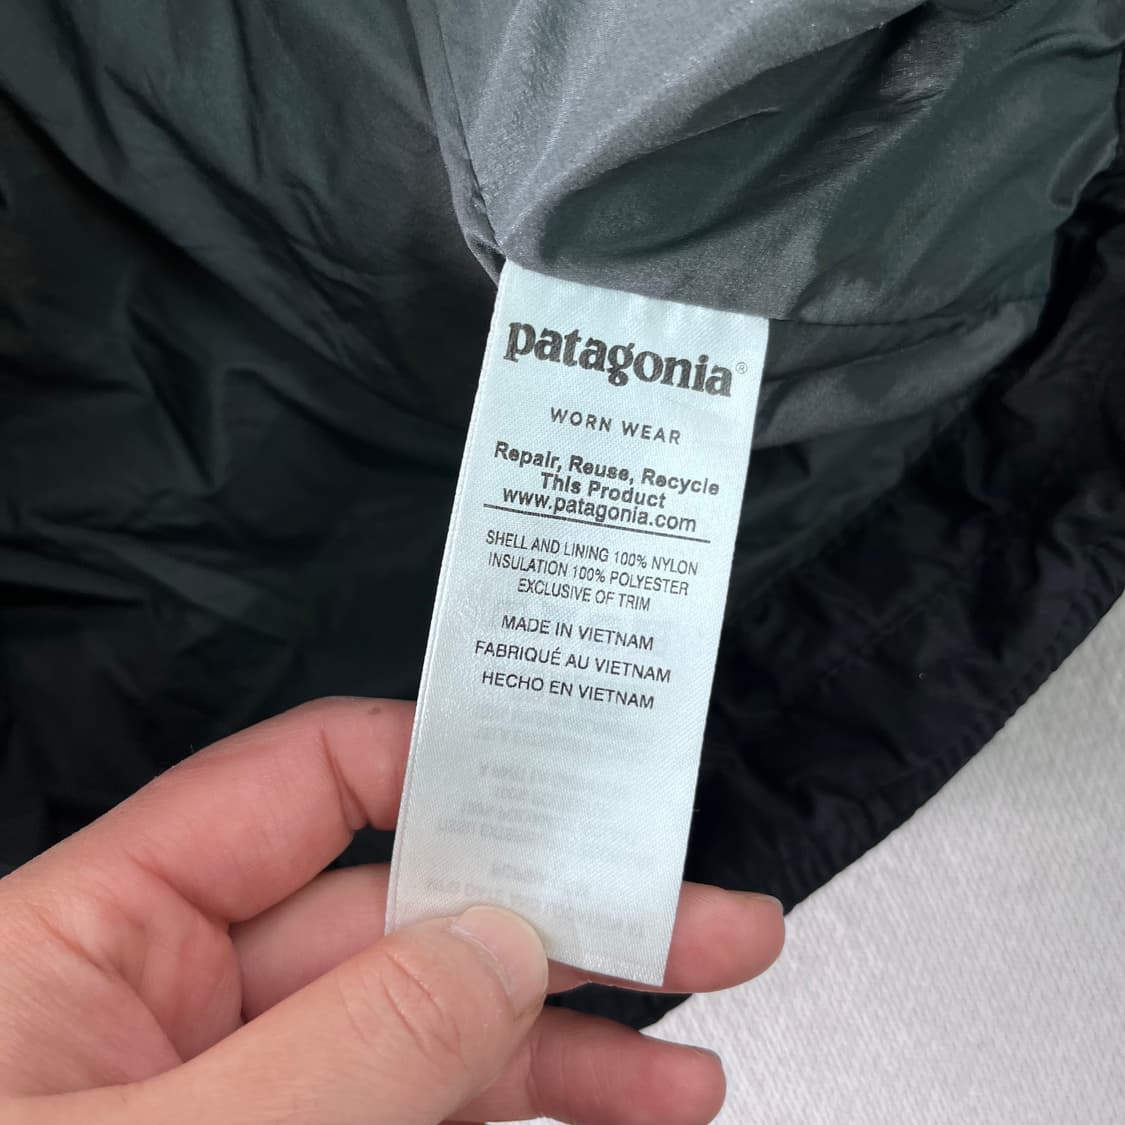 patagonia®
WORN WEAR
Repair, Reuse, Recycle
This Product
www.patagonia.com
SHELL AND LINING 100% NYLON
INSULATION 100% POLYESTER
EXCLUSIVE OF TRIM
MADE IN VIETNAM
FABRIQUÉ AU VIETNAM
HECHO EN VIETNAM